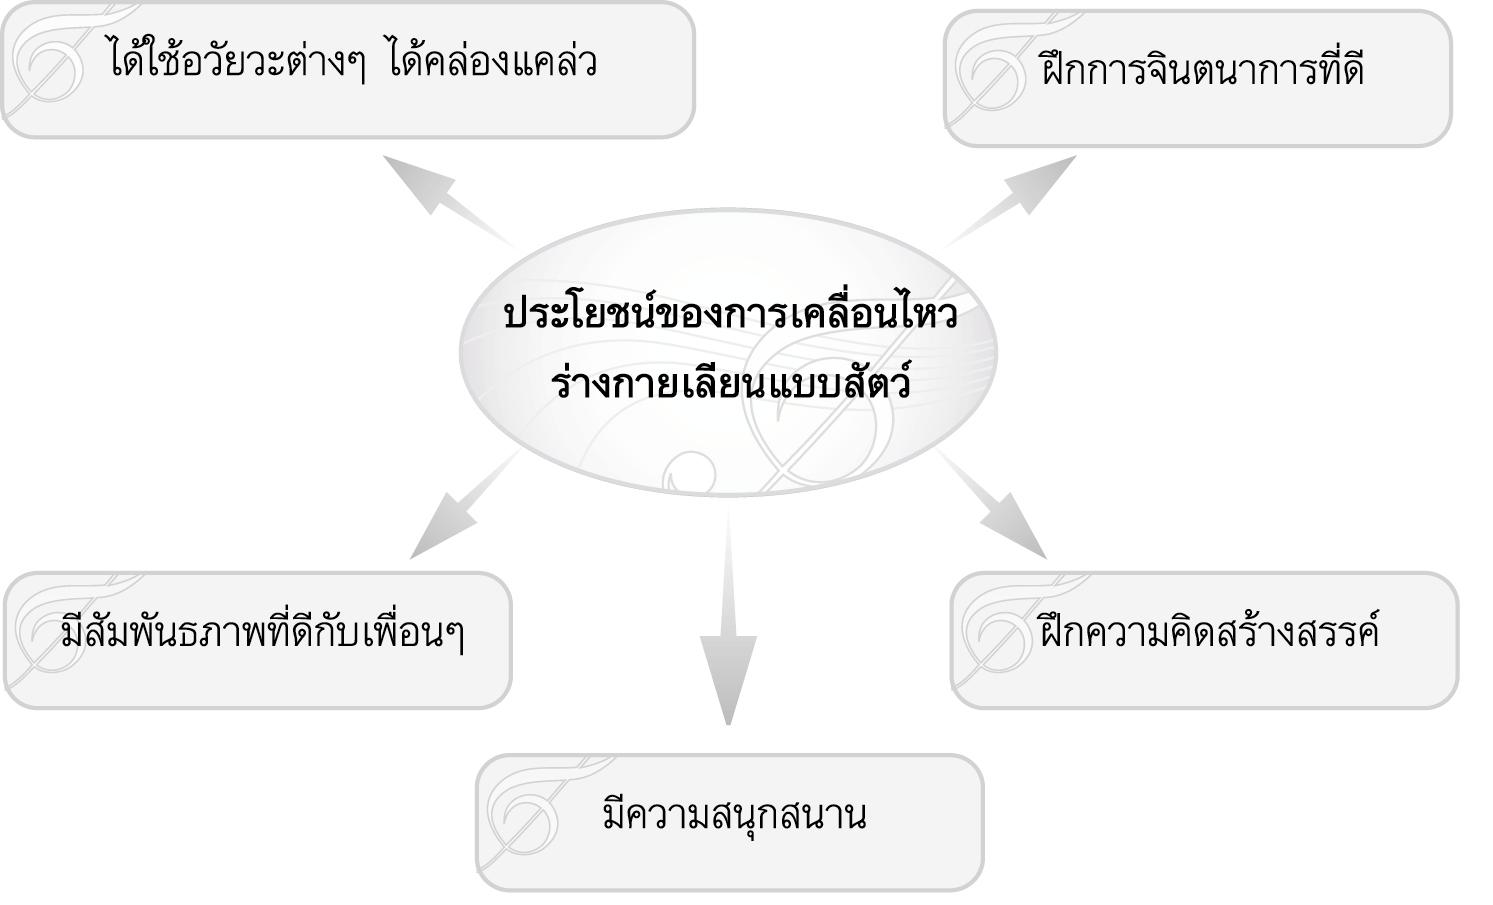 ได้ใช้อวัยวะต่างๆ ได้คล่องแคล่ว
ฝึกการจินตนาการที่ดี
ประโยชน์ของการเคลื่อนไหว
ร่างกายเลียนแบบสัตว์
มีสัมพันธภาพที่ดีกับเพื่อนๆ
ฝึกความคิดสร้างสรรค์
มีความสนุกสนาน